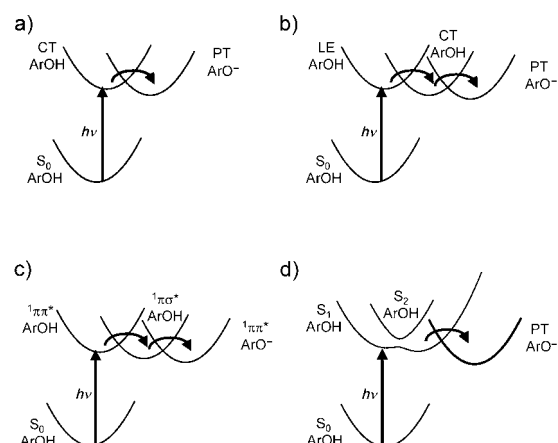 a)
CT
ArOH
PT
ArO⁻
hν
S₀
ArOH
b)
LE
ArOH
CT
ArOH
PT
ArO⁻
hν
S₀
ArOH
c)
¹ππ*
ArOH
¹πσ*
ArOH
¹ππ*
ArO⁻
hν
S₀
ArOH
d)
S₁
ArOH
S₂
ArOH
PT
ArO⁻
hν
S₀
ArOH